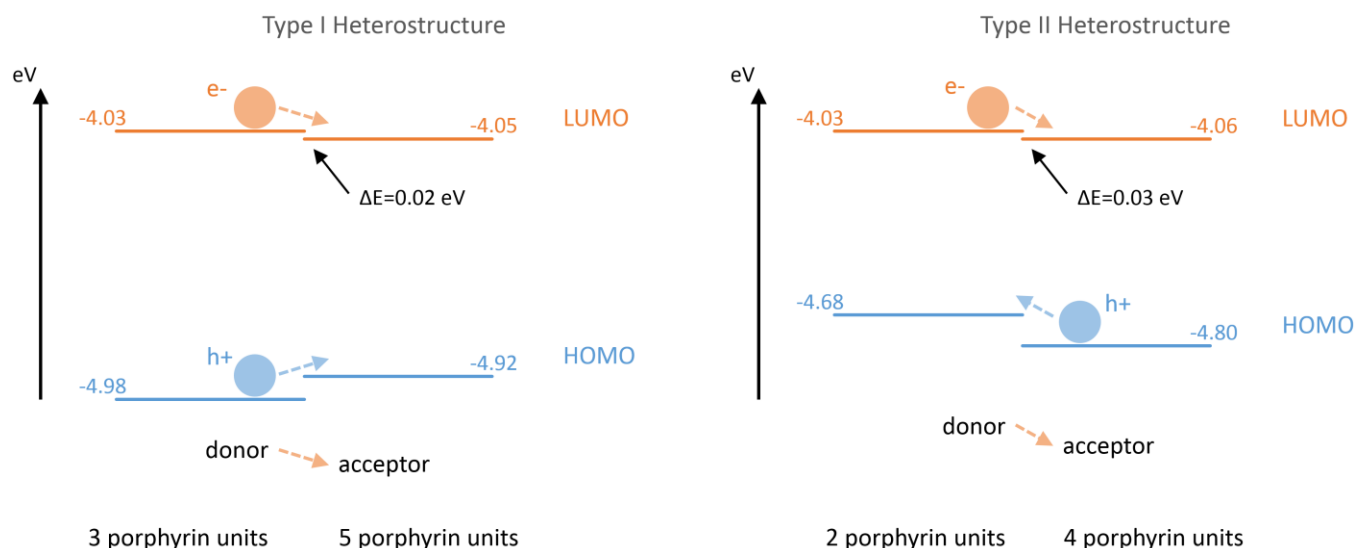 Type I Heterostructure
eV
e-
-4.03
-4.05
LUMO
ΔE=0.02 eV
h+
-4.92
HOMO
-4.98
donor
acceptor
3 porphyrin units
5 porphyrin units
Type II Heterostructure
eV
e-
-4.03
-4.06
LUMO
ΔE=0.03 eV
-4.68
h+
-4.80
HOMO
donor
acceptor
2 porphyrin units
4 porphyrin units